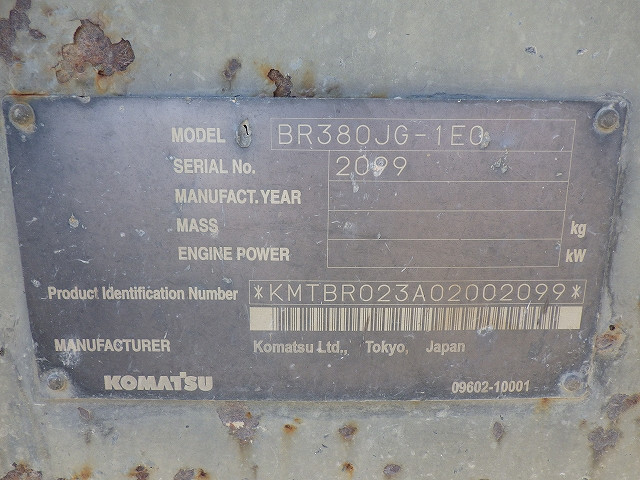 MODEL BR380JG-1E0
SERIAL No. 2099
MANUFACT. YEAR
MASS kg
ENGINE POWER kW
Product Identification Number *KMTBR023A02002099*
MANUFACTURER Komatsu Ltd., Tokyo, Japan
KOMATSU 09602-10001